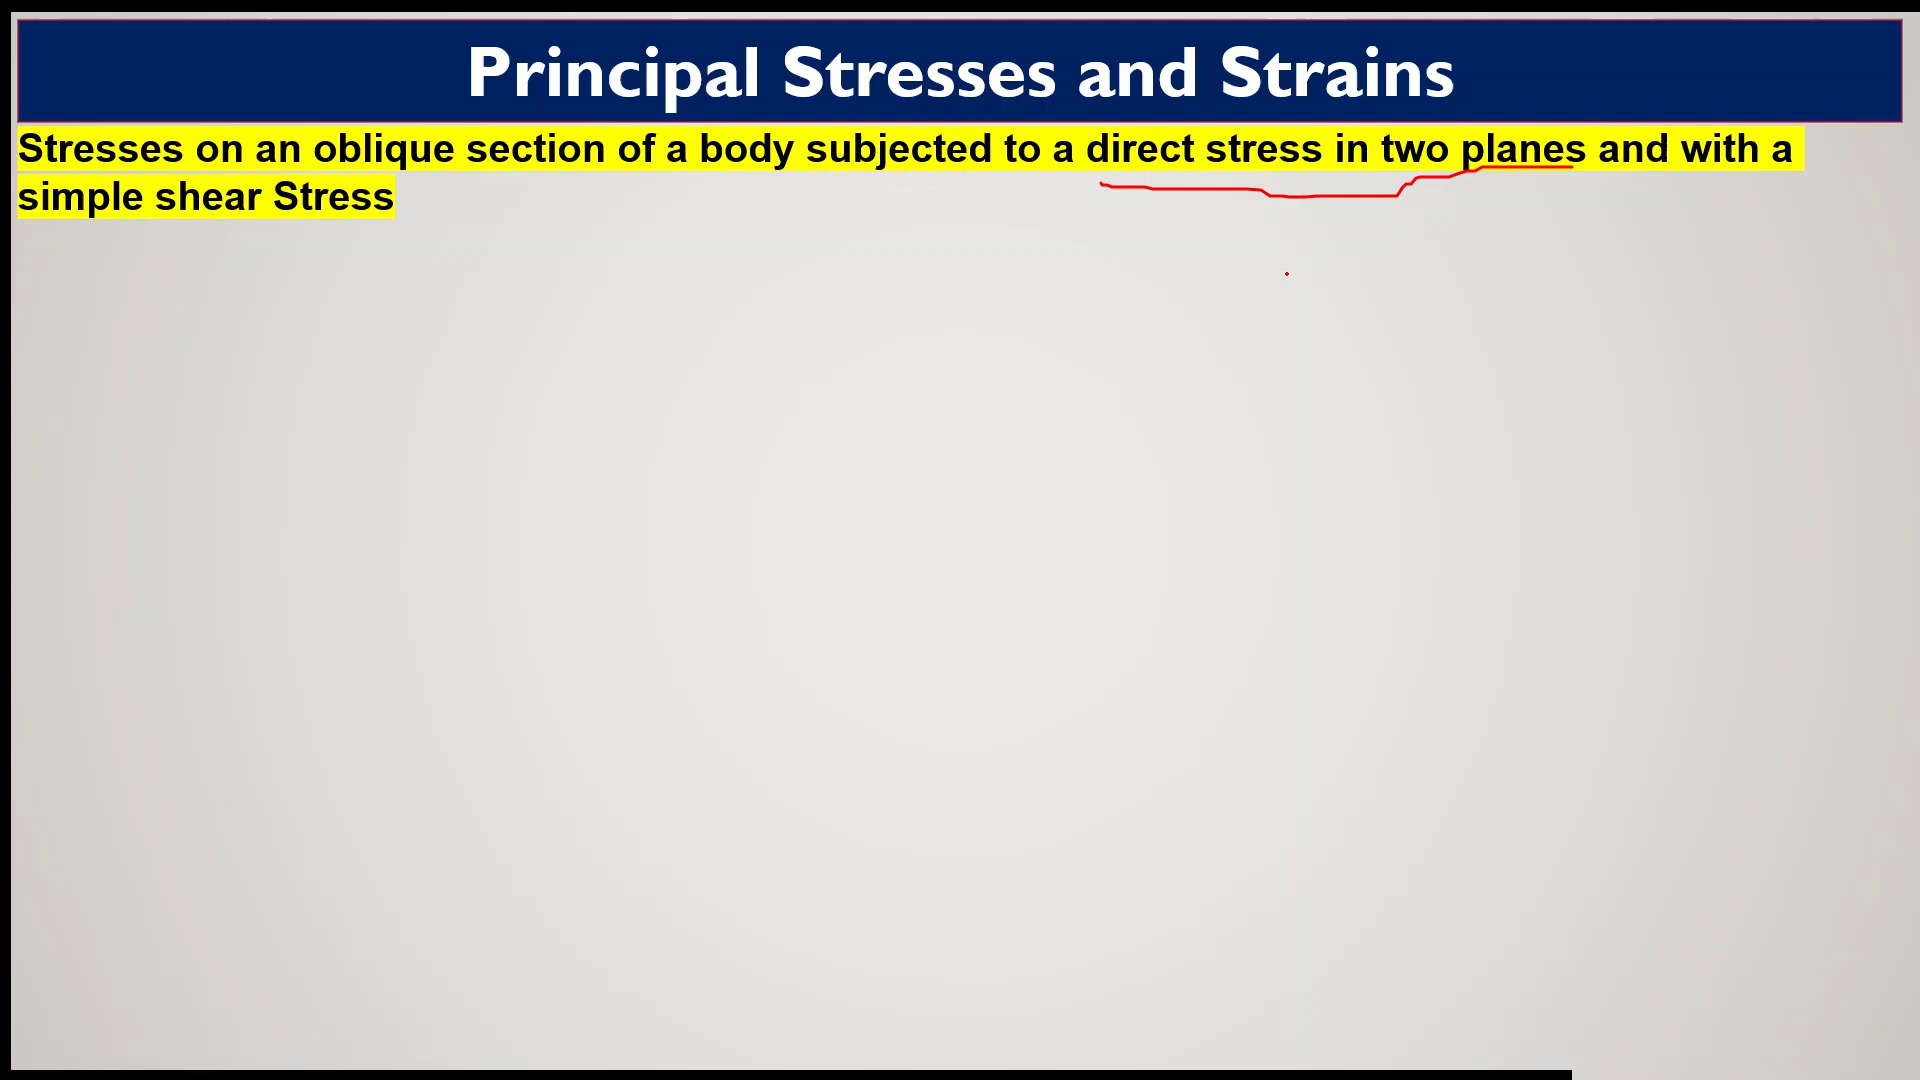 Principal Stresses and Strains
Stresses on an oblique section of a body subjected to a direct stress in two planes and with a
simple shear Stress